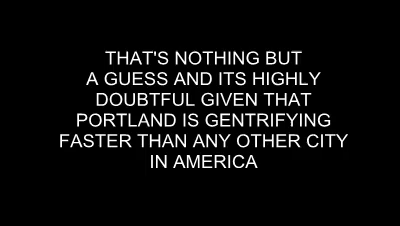 THAT'S NOTHING BUT
A GUESS AND ITS HIGHLY
DOUBTFUL GIVEN THAT
PORTLAND IS GENTRIFYING
FASTER THAN ANY OTHER CITY
IN AMERICA